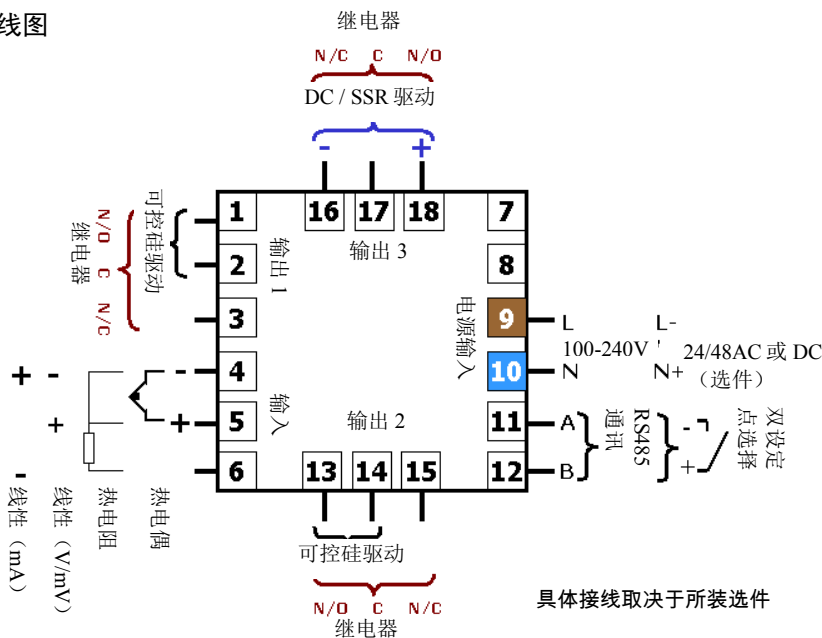 线图
继电器
N/C C N/O
DC / SSR 驱动
- +
16 17 18
输出 3
1
2
3
4
5
6
7
8
9
10
11
12
输出 1
可控硅驱动
N/O C N/C
继电器
电源输入
L
N
100-240V
L-
N+
24/48AC 或 DC
（选件）
输入
- +
+ -
- +
热电偶
热电阻
线性（V/mV）
线性（mA）
输出 2
13 14 15
A
B
RS485
通讯
- +
双设定
点选择
可控硅驱动
N/O C N/C
继电器
具体接线取决于所装选件